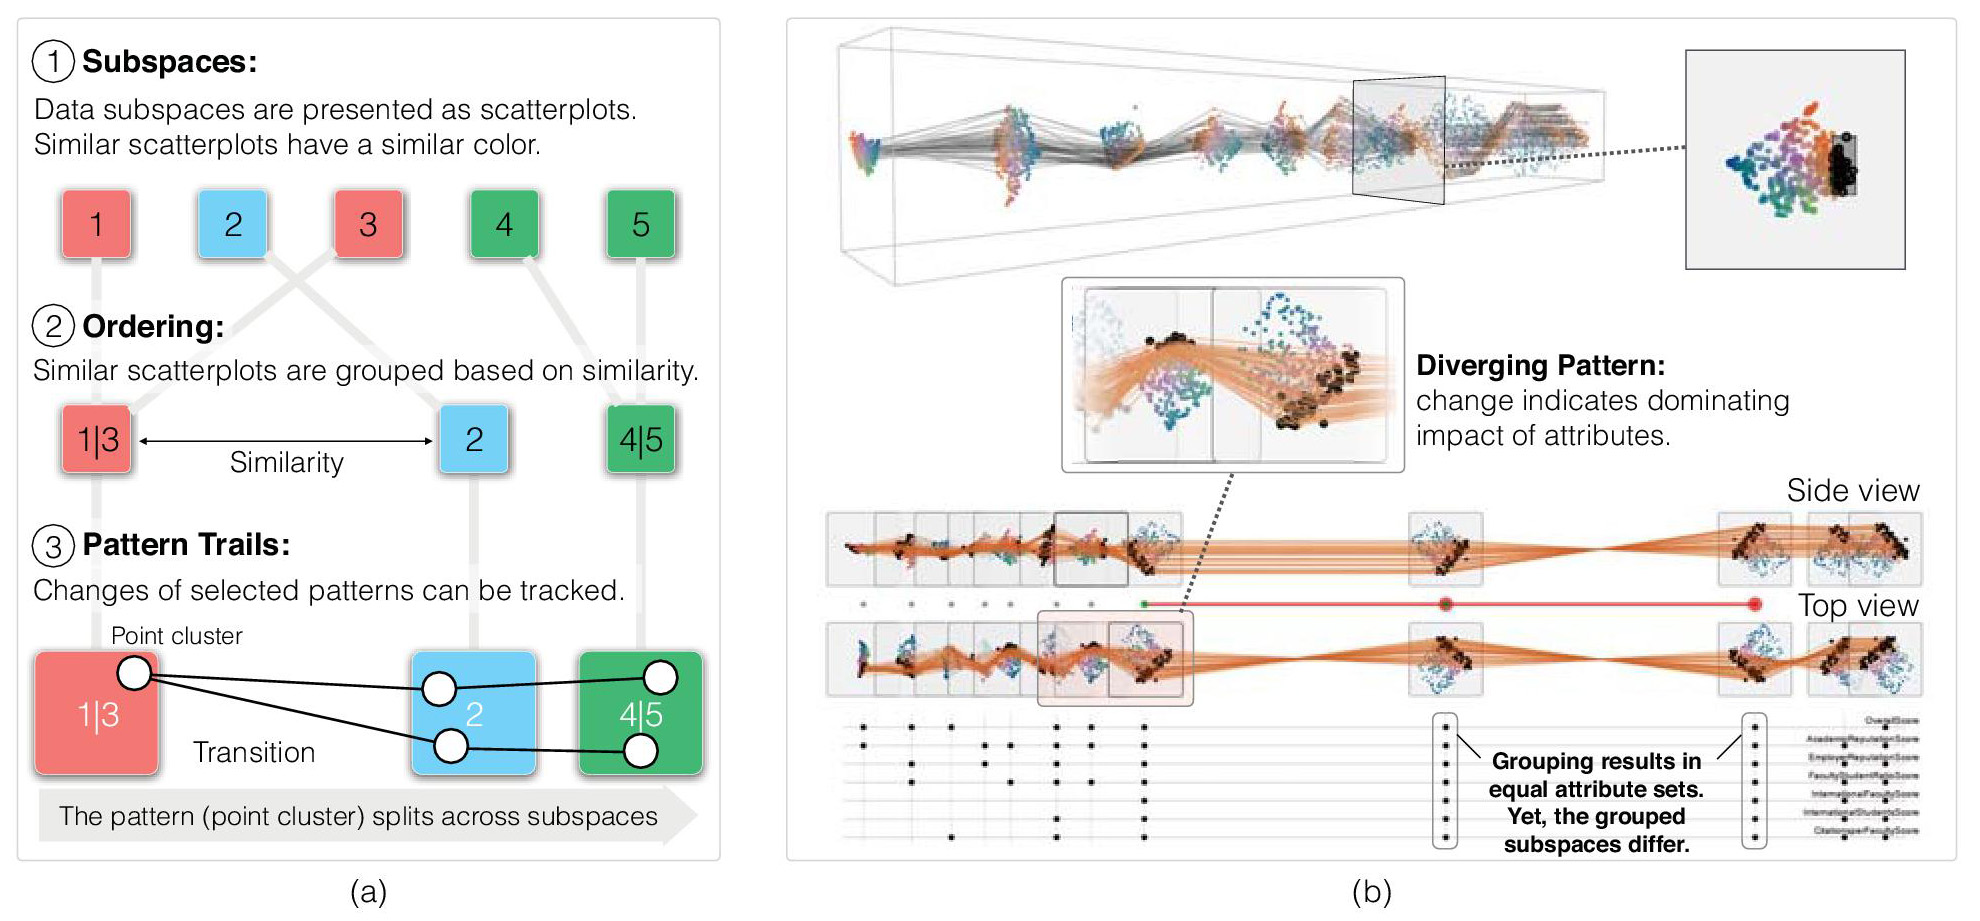 1 Subspaces:
Data subspaces are presented as scatterplots.
Similar scatterplots have a similar color.
1 2 3 4 5
2 Ordering:
Similar scatterplots are grouped based on similarity.
1|3 2 4|5
Similarity
3 Pattern Trails:
Changes of selected patterns can be tracked.
Point cluster
1|3 2 4|5
Transition
The pattern (point cluster) splits across subspaces
(a)
Diverging Pattern:
change indicates dominating
impact of attributes.
Side view
Top view
OverallScore
AcademicReputationScore
EmployerReputationScore
FacultyStudentRatioScore
InternationalFacultyScore
InternationalStudentsScore
CitationsperFacultyScore
Grouping results in
equal attribute sets.
Yet, the grouped
subspaces differ.
(b)